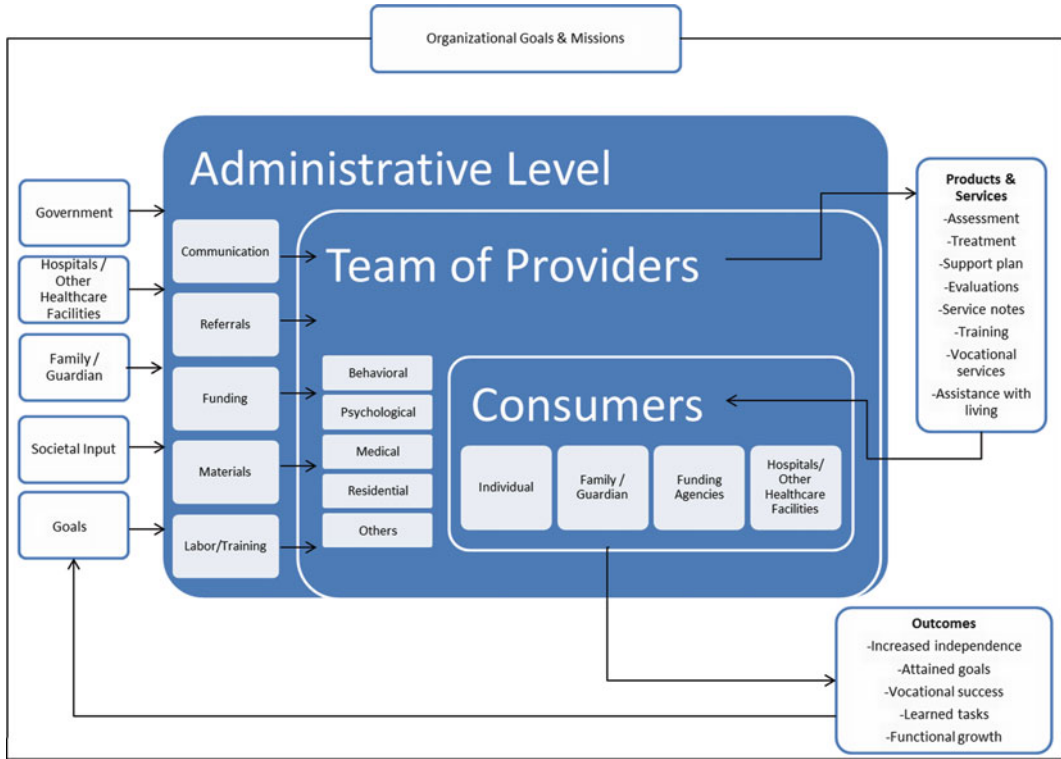 Organizational Goals & Missions
Administrative Level
Government
Hospitals /
Other
Healthcare
Facilities
Family /
Guardian
Societal Input
Goals
Communication
Referrals
Funding
Materials
Labor/Training
Team of Providers
Behavioral
Psychological
Medical
Residential
Others
Consumers
Individual
Family /
Guardian
Funding
Agencies
Hospitals/
Other
Healthcare
Facilities
Products &
Services
-Assessment
-Treatment
-Support plan
-Evaluations
-Service notes
-Training
-Vocational
services
-Assistance with
living
Outcomes
-Increased independence
-Attained goals
-Vocational success
-Learned tasks
-Functional growth